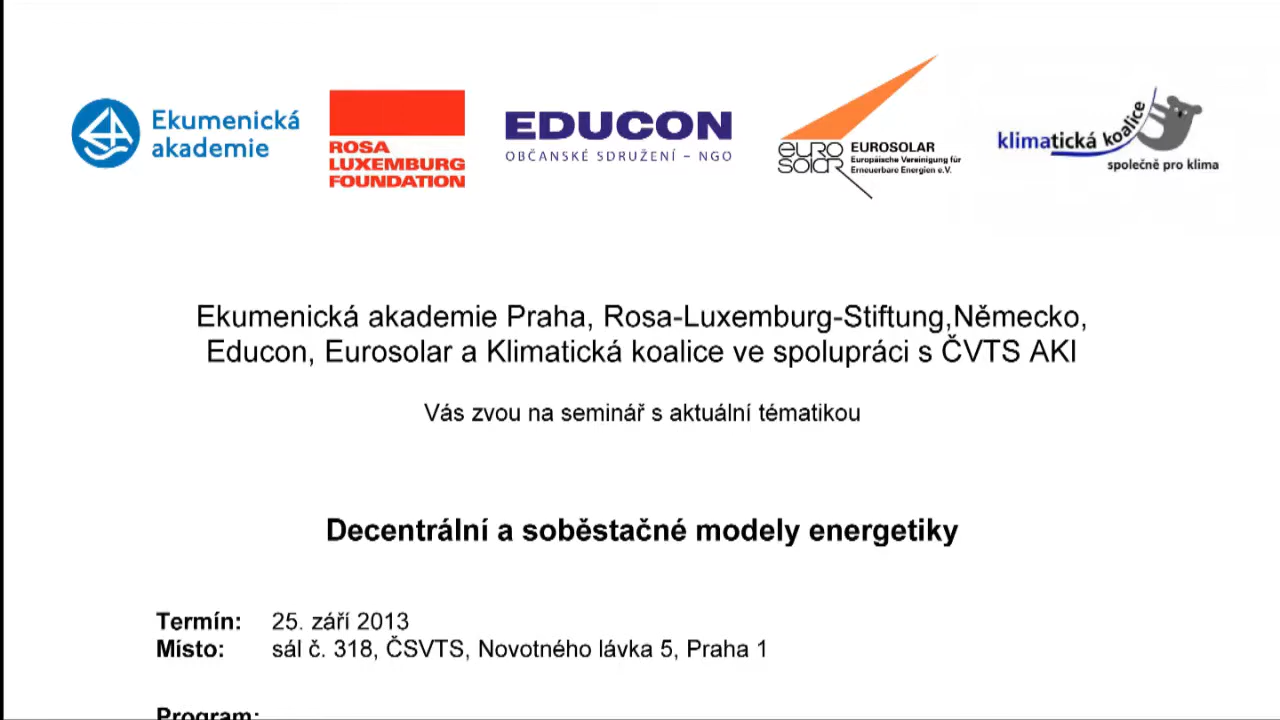 Ekumenická
akademie
ROSA
LUXEMBURG
FOUNDATION
EDUCON
OBČANSKÉ SDRUŽENÍ – NGO
euro
solar
EUROSOLAR
Europäische Vereinigung für
Erneuerbare Energien e.V.
klimatická koalice
společně pro klima
Ekumenická akademie Praha, Rosa-Luxemburg-Stiftung,Německo,
Educon, Eurosolar a Klimatická koalice ve spolupráci s ČVTS AKI
Vás zvou na seminář s aktuální tématikou
Decentrální a soběstačné modely energetiky
Termín: 25. září 2013
Místo: sál č. 318, ČSVTS, Novotného lávka 5, Praha 1
Program: